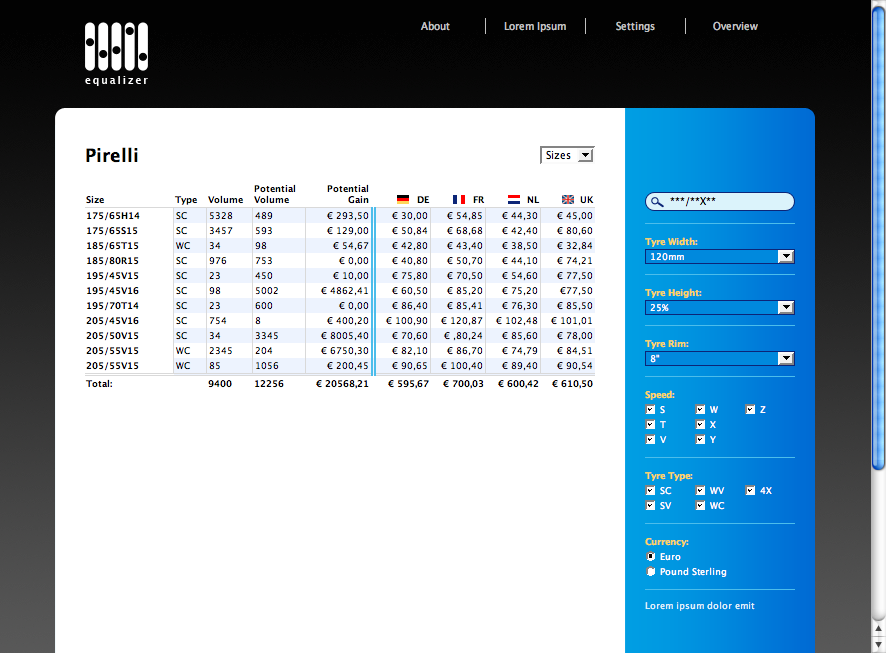 About Lorem Ipsum Settings Overview
equalizer
Pirelli
Sizes
Size Type Volume Potential Volume Potential Gain DE FR NL UK
175/65H14 SC 5328 489 € 293,50 € 30,00 € 54,85 € 44,30 € 45,00
175/65S15 SC 3457 593 € 129,00 € 50,84 € 68,68 € 42,40 € 80,60
185/65T15 WC 34 98 € 54,67 € 42,80 € 43,40 € 38,50 € 32,84
185/80R15 SC 976 753 € 0,00 € 40,80 € 50,70 € 44,10 € 74,21
195/45V15 SC 23 450 € 10,00 € 75,80 € 70,50 € 54,60 € 77,50
195/45V16 SC 98 5002 € 4862,41 € 60,50 € 85,20 € 75,20 €77,50
195/70T14 SC 23 600 € 0,00 € 86,40 € 85,41 € 76,30 € 85,50
205/45V16 SC 754 8 € 400,20 € 100,90 € 120,87 € 102,48 € 101,01
205/50V15 SC 34 3345 € 8005,40 € 70,60 € ,80,24 € 85,60 € 78,00
205/55V15 WC 2345 204 € 6750,30 € 82,10 € 86,70 € 74,79 € 84,51
205/55V15 WC 85 1056 € 200,45 € 90,65 € 100,40 € 89,40 € 90,54
Total: 9400 12256 € 20568,21 € 595,67 € 700,03 € 600,42 € 610,50
***/**X**
Tyre Width:
120mm
Tyre Height:
25%
Tyre Rim:
8"
Speed:
S W Z
T X
V Y
Tyre Type:
SC WV 4X
SV WC
Currency:
Euro
Pound Sterling
Lorem ipsum dolor emit